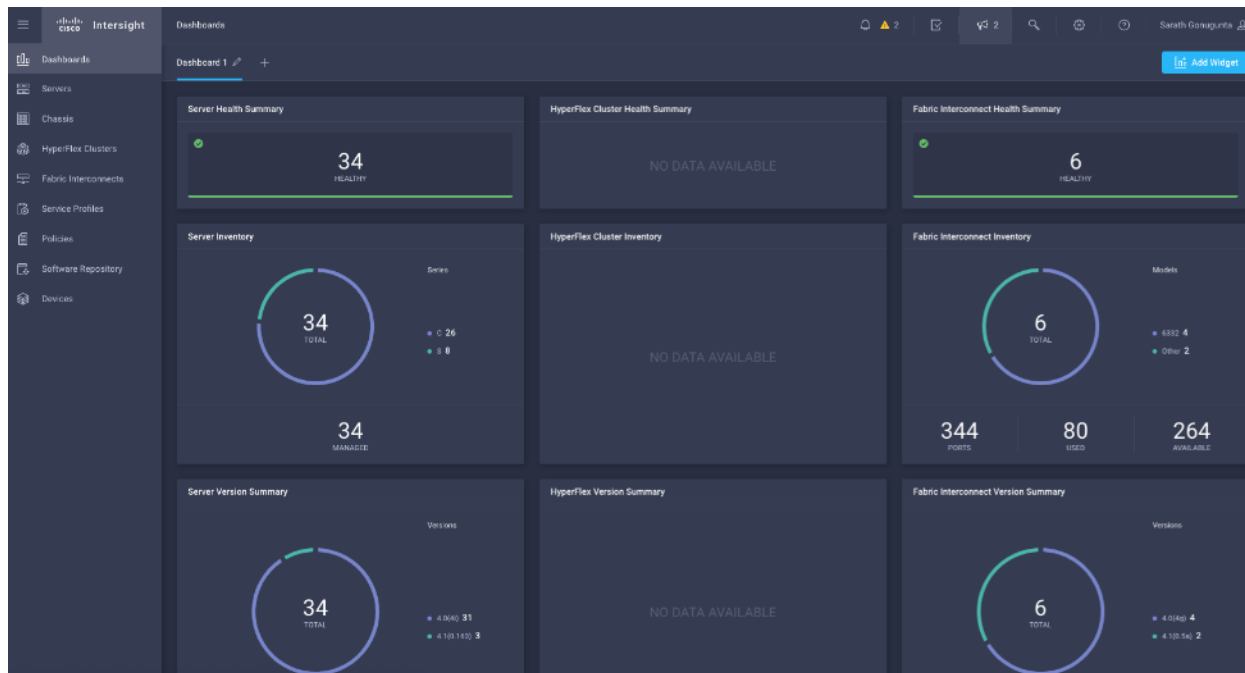 cisco Intersight
Dashboards
2
2
Sarath Gonugunta
Dashboards
Servers
Chassis
HyperFlex Clusters
Fabric Interconnects
Service Profiles
Policies
Software Repository
Devices
Dashboard 1
+
Add Widget
Server Health Summary
34
HEALTHY
HyperFlex Cluster Health Summary
NO DATA AVAILABLE
Fabric Interconnect Health Summary
6
HEALTHY
Server Inventory
34
TOTAL
Series
C 26
B 8
34
MANAGED
HyperFlex Cluster Inventory
NO DATA AVAILABLE
Fabric Interconnect Inventory
6
TOTAL
Models
6332 4
Other 2
344
PORTS
80
USED
264
AVAILABLE
Server Version Summary
34
TOTAL
Versions
31
3
HyperFlex Version Summary
NO DATA AVAILABLE
Fabric Interconnect Version Summary
6
TOTAL
Versions
4
2